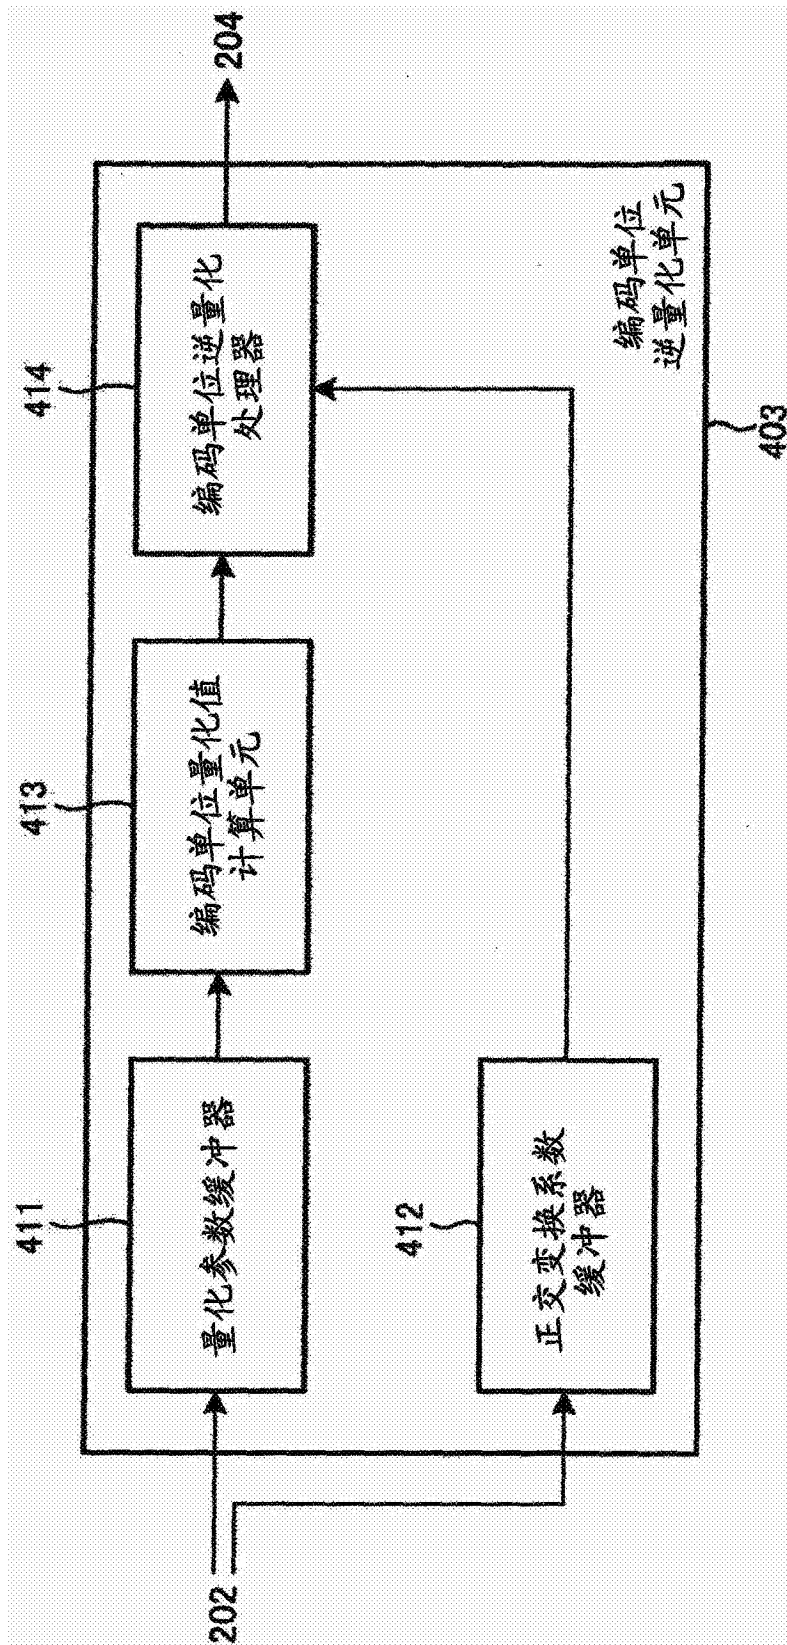 411
量化参数缓冲器
413
编码单位量化值
计算单元
414
编码单位逆量化
处理器
204
202
412
正交变换系数
缓冲器
编码单位
逆量化单元
403